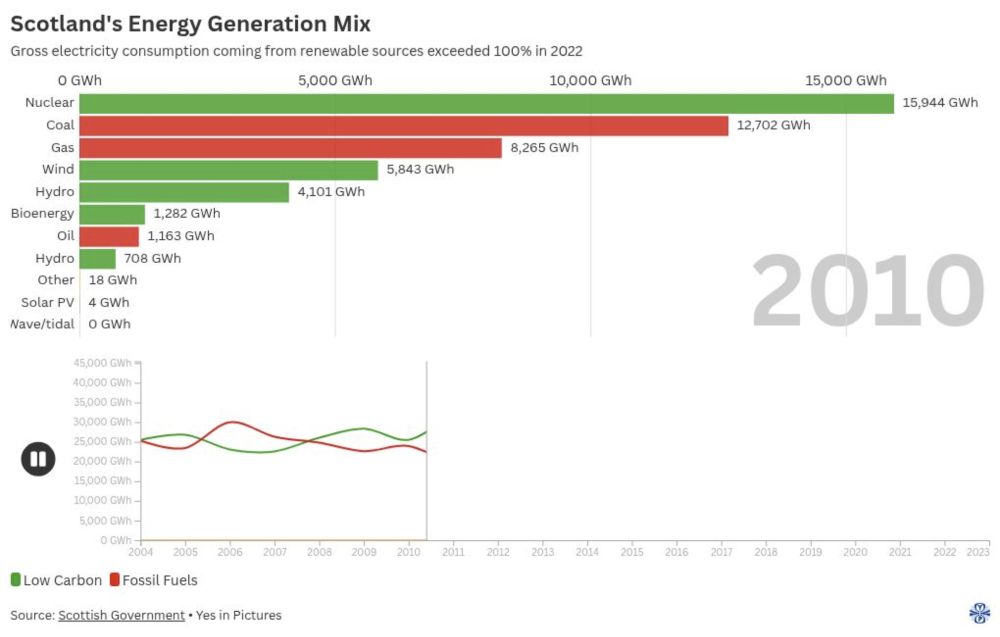 Scotland's Energy Generation Mix
Gross electricity consumption coming from renewable sources exceeded 100% in 2022
0 GWh 5,000 GWh 10,000 GWh 15,000 GWh
Nuclear 15,944 GWh
Coal 12,702 GWh
Gas 8,265 GWh
Wind 5,843 GWh
Hydro 4,101 GWh
Bioenergy 1,282 GWh
Oil 1,163 GWh
Hydro 708 GWh
Other 18 GWh
Solar PV 4 GWh
Wave/tidal 0 GWh
2010
45,000 GWh
40,000 GWh
35,000 GWh
30,000 GWh
25,000 GWh
20,000 GWh
15,000 GWh
10,000 GWh
5,000 GWh
0 GWh
2004 2005 2006 2007 2008 2009 2010 2011 2012 2013 2014 2015 2016 2017 2018 2019 2020 2021 2022 2023
Low Carbon Fossil Fuels
Source: Scottish Government • Yes in Pictures